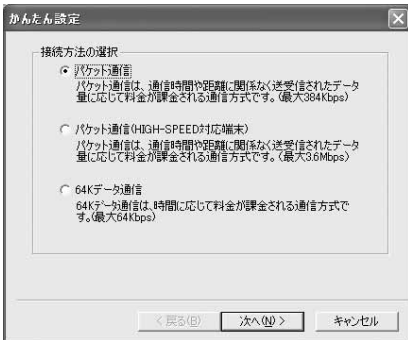 かんたん設定
接続方法の選択
パケット通信
パケット通信は、通信時間や距離に関係なく送受信されたデータ
量に応じて料金が課金される通信方式です。(最大384Kbps)
パケット通信(HIGH-SPEED対応端末)
パケット通信は、通信時間や距離に関係なく送受信されたデータ
量に応じて料金が課金される通信方式です。(最大3.6Mbps)
64Kデータ通信
64Kデータ通信は、時間に応じて料金が課金される通信方式で
す。(最大64Kbps)
< 戻る(B) 次へ(N) > キャンセル